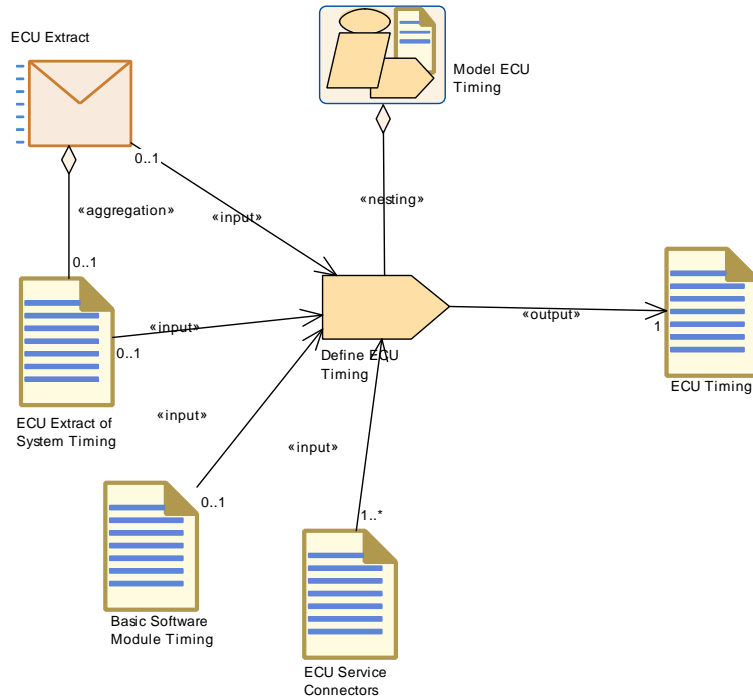 ECU Extract
Model ECU
Timing
0..1
«aggregation»
«input»
«nesting»
0..1
«input»
0..1
«output»
1
Define ECU
Timing
ECU Timing
ECU Extract of
System Timing
«input»
«input»
0..1
1..*
Basic Software
Module Timing
ECU Service
Connectors